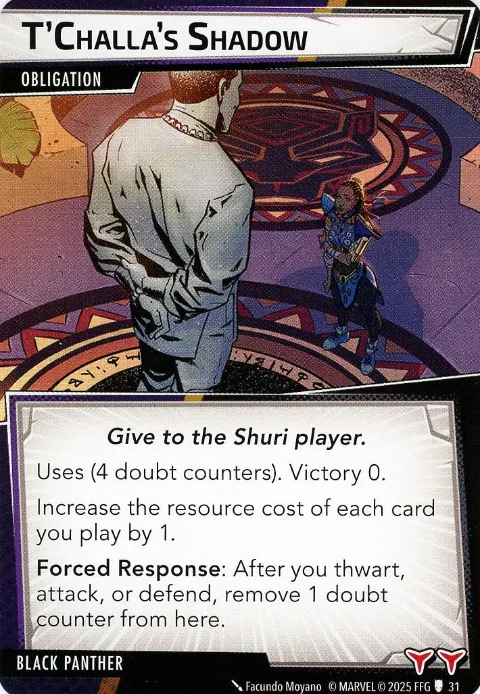 T'Challa's Shadow
OBLIGATION
Give to the Shuri player.
Uses (4 doubt counters). Victory 0.
Increase the resource cost of each card
you play by 1.
Forced Response: After you thwart,
attack, or defend, remove 1 doubt
counter from here.
BLACK PANTHER
Facundo Moyano © MARVEL © 2025 FFG 31